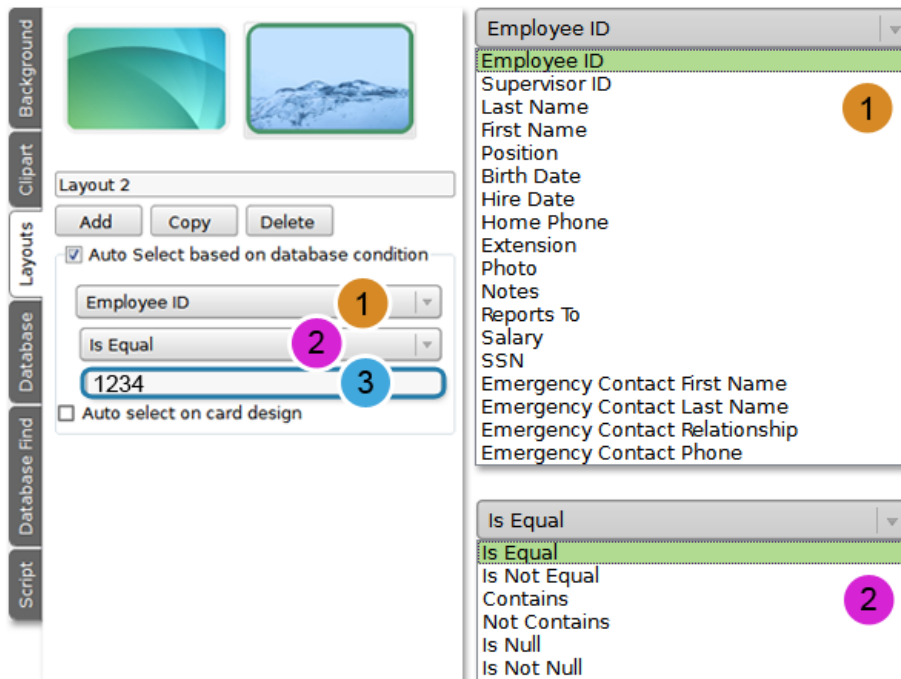 Background
Clipart
Layouts
Database
Database Find
Script
Layout 2
Add Copy Delete
Auto Select based on database condition
Employee ID 1
Is Equal 2
1234 3
Auto select on card design
Employee ID
Employee ID
Supervisor ID
Last Name
1
First Name
Position
Birth Date
Hire Date
Home Phone
Extension
Photo
Notes
Reports To
Salary
SSN
Emergency Contact First Name
Emergency Contact Last Name
Emergency Contact Relationship
Emergency Contact Phone
Is Equal
Is Equal
Is Not Equal
Contains
2
Not Contains
Is Null
Is Not Null